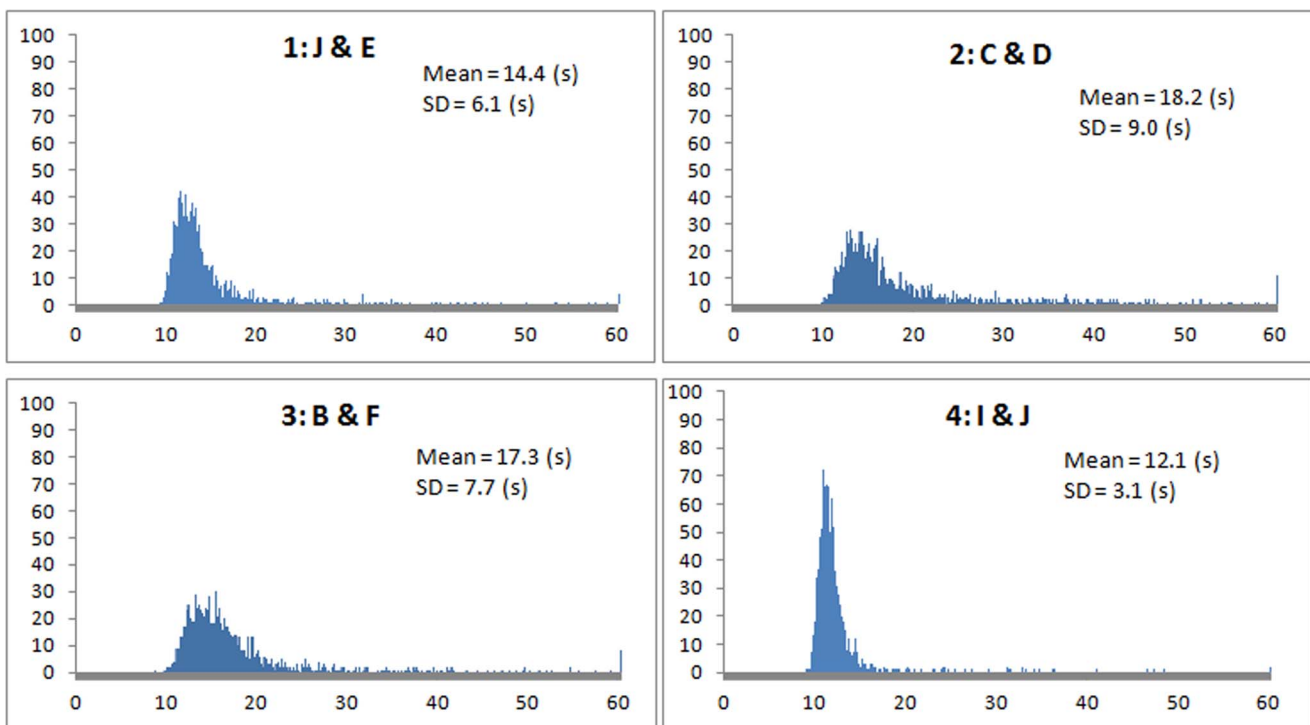 1: J & E
Mean = 14.4 (s)
SD = 6.1 (s)
100
90
80
70
60
50
40
30
20
10
0
0 10 20 30 40 50 60
2: C & D
Mean = 18.2 (s)
SD = 9.0 (s)
100
90
80
70
60
50
40
30
20
10
0
0 10 20 30 40 50 60
3: B & F
Mean = 17.3 (s)
SD = 7.7 (s)
100
90
80
70
60
50
40
30
20
10
0
0 10 20 30 40 50 60
4: I & J
Mean = 12.1 (s)
SD = 3.1 (s)
100
90
80
70
60
50
40
30
20
10
0
0 10 20 30 40 50 60